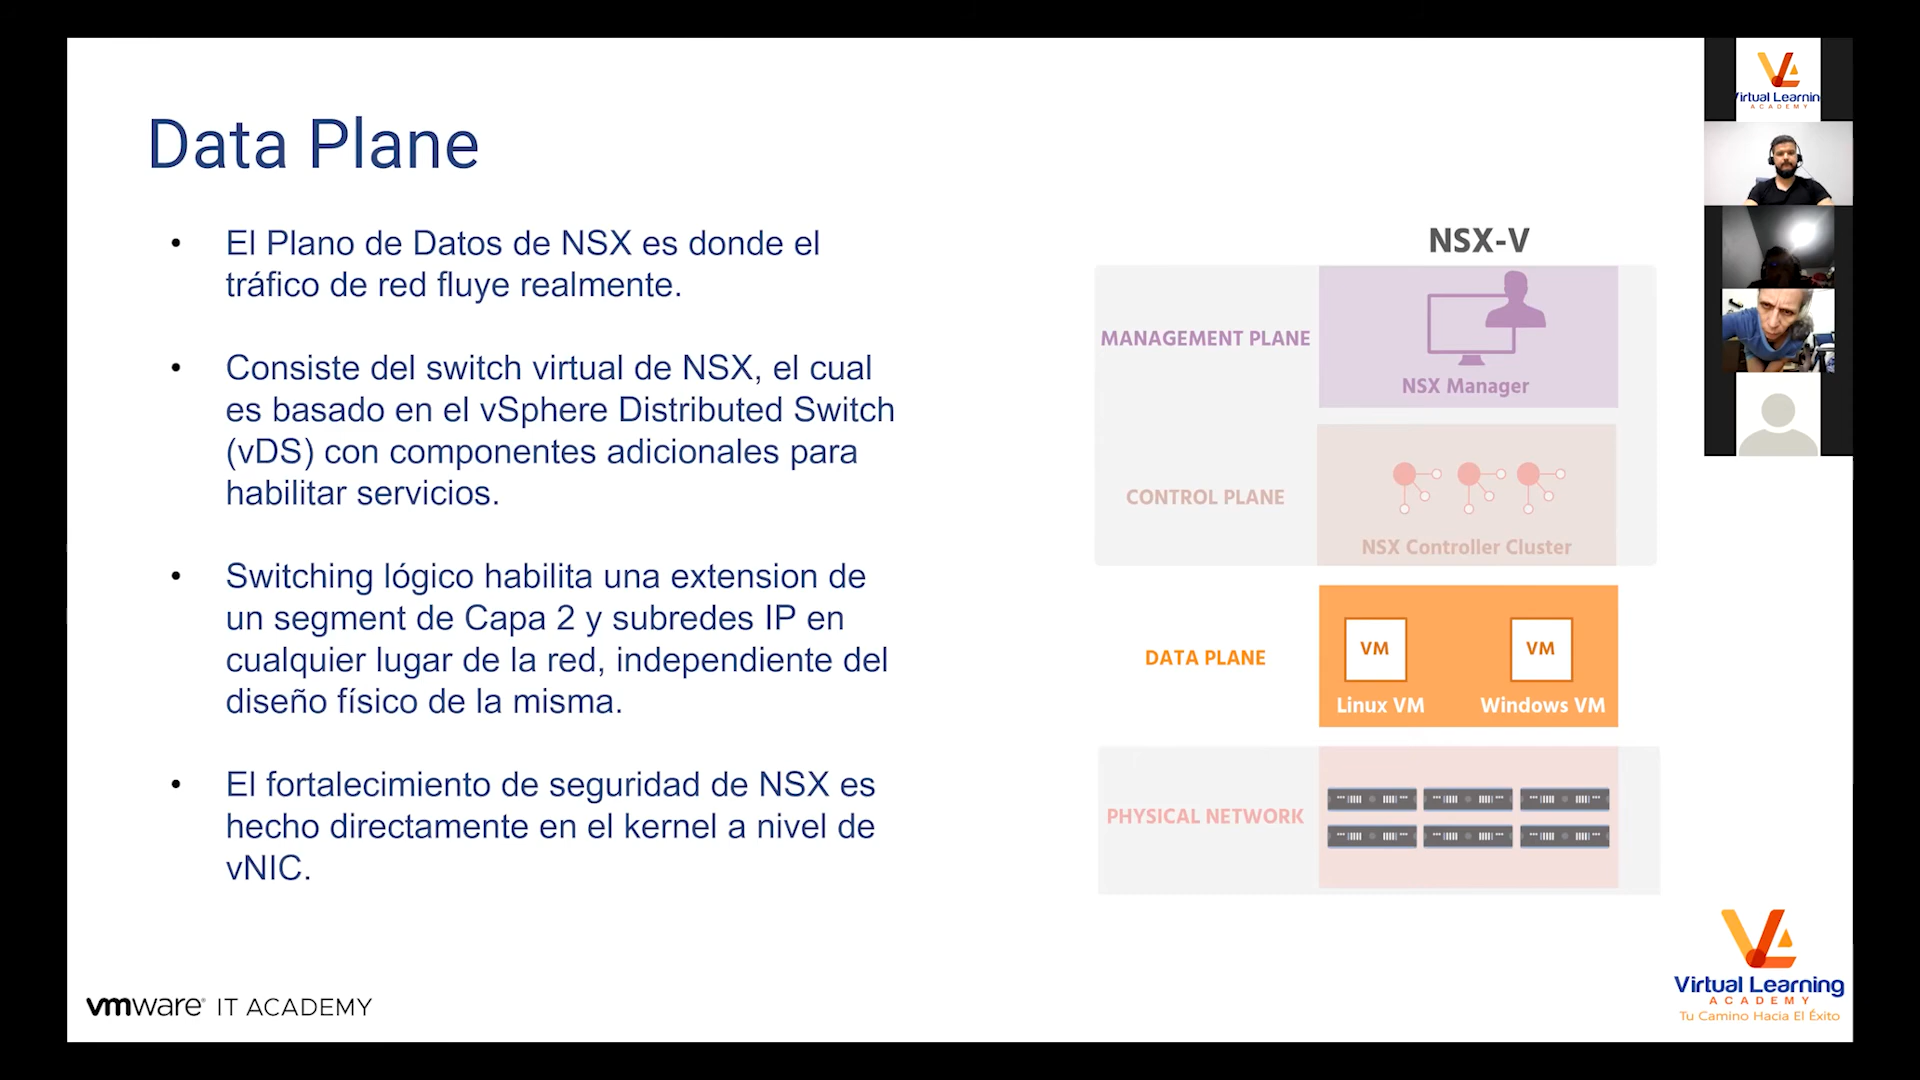 Data Plane
• El Plano de Datos de NSX es donde el
tráfico de red fluye realmente.
• Consiste del switch virtual de NSX, el cual
es basado en el vSphere Distributed Switch
(vDS) con componentes adicionales para
habilitar servicios.
• Switching lógico habilita una extension de
un segment de Capa 2 y subredes IP en
cualquier lugar de la red, independiente del
diseño físico de la misma.
• El fortalecimiento de seguridad de NSX es
hecho directamente en el kernel a nivel de
vNIC.
NSX-V
MANAGEMENT PLANE
NSX Manager
CONTROL PLANE
NSX Controller Cluster
DATA PLANE
VM
VM
Linux VM
Windows VM
PHYSICAL NETWORK
vmware IT ACADEMY
Virtual Learning
ACADEMY
Tu Camino Hacia El Éxito
VLA
Virtual Learnin
ACADEMY